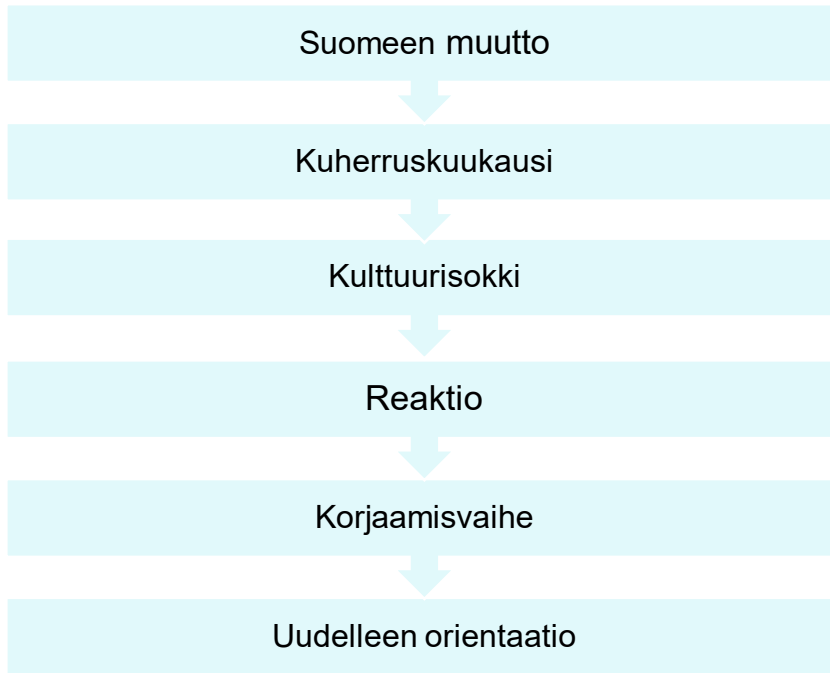 Suomeen muutto
Kuherruskuukausi
Kulttuurisokki
Reaktio
Korjaamisvaihe
Uudelleen orientaatio